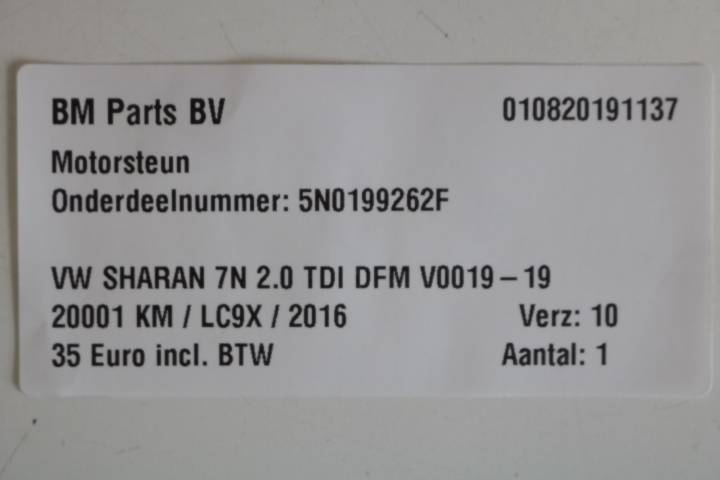 BM Parts BV 010820191137
Motorsteun
Onderdeelnummer: 5N0199262F
VW SHARAN 7N 2.0 TDI DFM V0019-19
20001 KM / LC9X / 2016 Verz: 10
35 Euro incl. BTW Aantal: 1